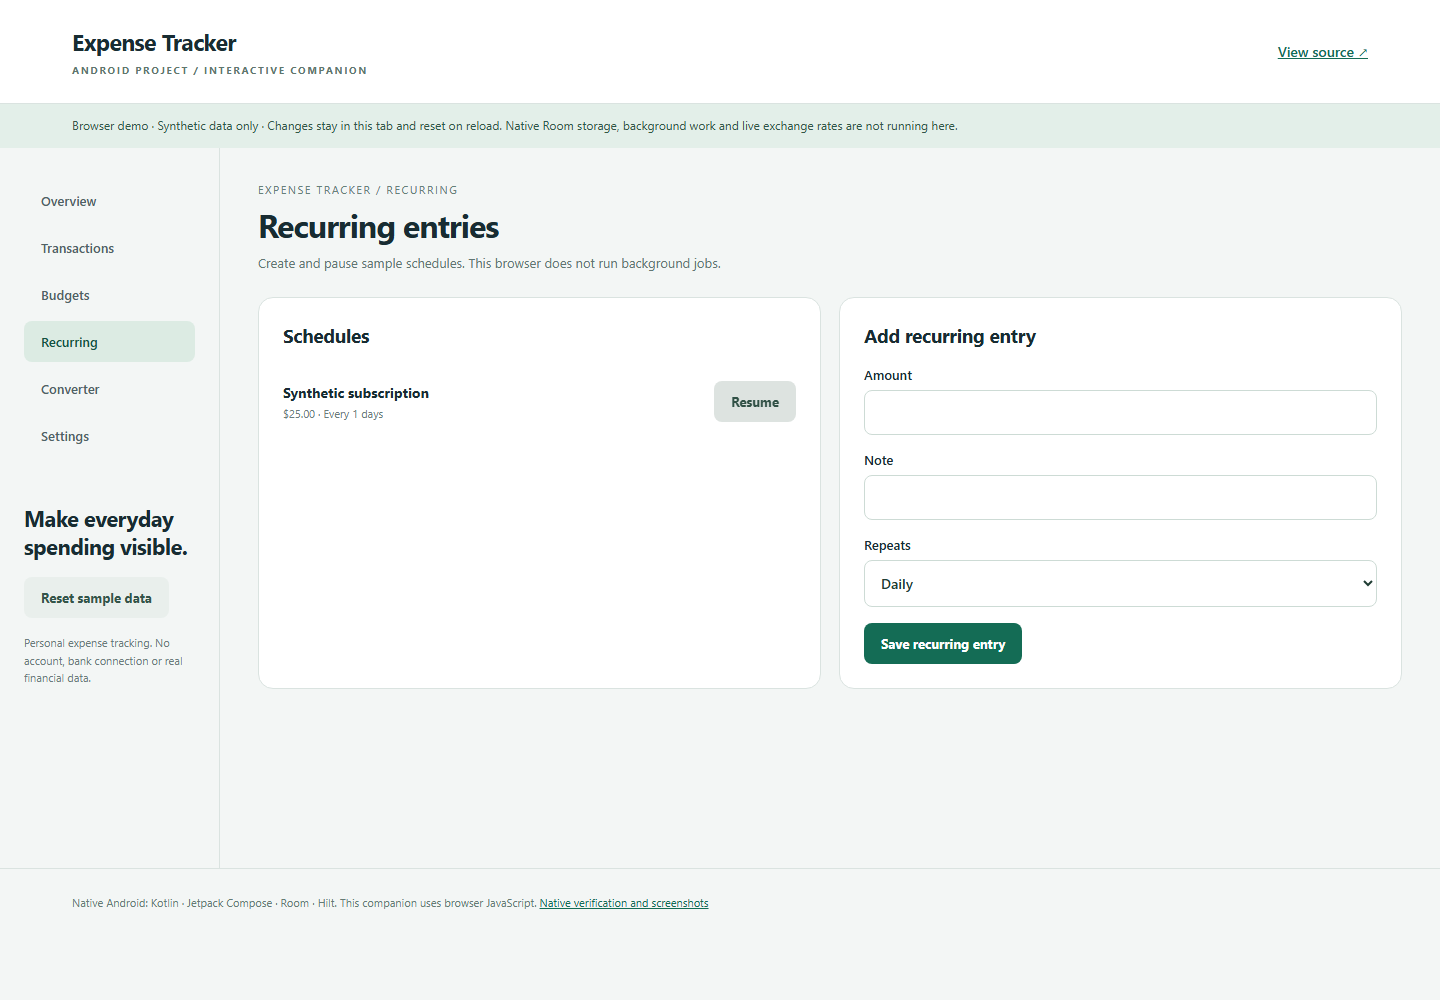 Expense Tracker
ANDROID PROJECT / INTERACTIVE COMPANION
View source ↗
Browser demo · Synthetic data only · Changes stay in this tab and reset on reload. Native Room storage, background work and live exchange rates are not running here.
Overview
Transactions
Budgets
Recurring
Converter
Settings
Make everyday
spending visible.
Reset sample data
Personal expense tracking. No
account, bank connection or real
financial data.
EXPENSE TRACKER / RECURRING
Recurring entries
Create and pause sample schedules. This browser does not run background jobs.
Schedules
Synthetic subscription
$25.00 · Every 1 days
Resume
Add recurring entry
Amount
Note
Repeats
Daily
Save recurring entry
Native Android: Kotlin · Jetpack Compose · Room · Hilt. This companion uses browser JavaScript. Native verification and screenshots